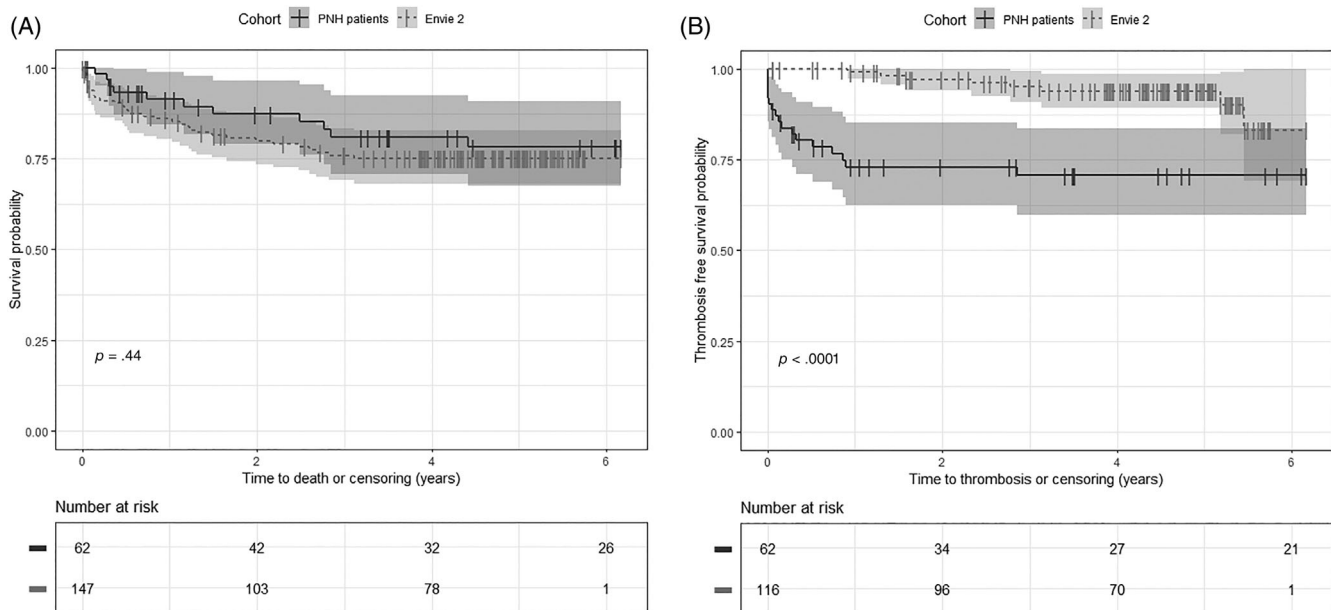 (A)
Cohort PNH patients Envie 2
Survival probability
1.00
0.75
0.50
0.25
0.00
p = .44
0 2 4 6
Time to death or censoring (years)
Number at risk
62 42 32 26
147 103 78 1
(B)
Cohort PNH patients Envie 2
Thrombosis free survival probability
1.00
0.75
0.50
0.25
0.00
p < .0001
0 2 4 6
Time to thrombosis or censoring (years)
Number at risk
62 34 27 21
116 96 70 1